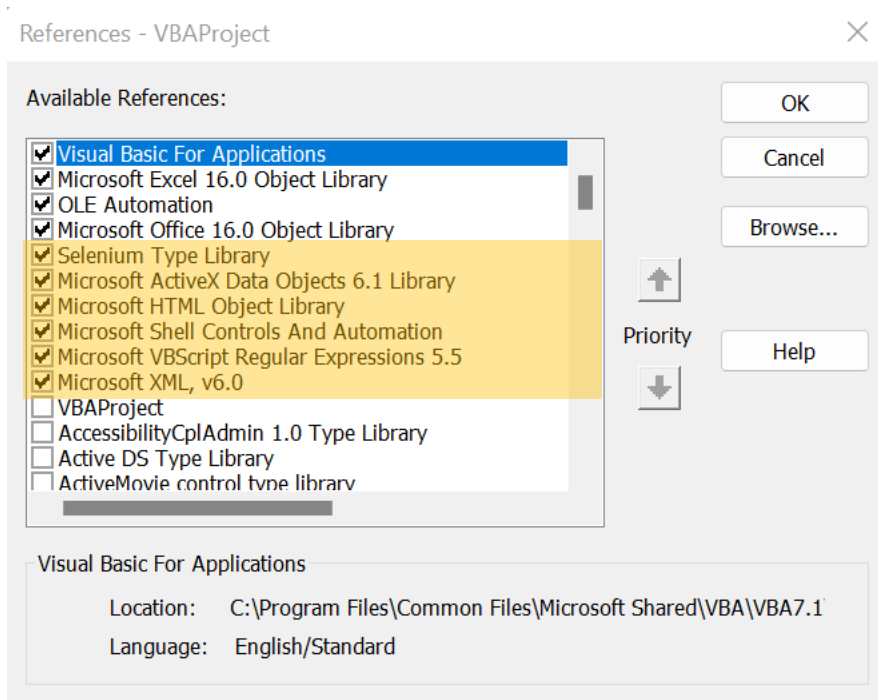 References - VBAProject
Available References:
Visual Basic For Applications
Microsoft Excel 16.0 Object Library
OLE Automation
Microsoft Office 16.0 Object Library
Selenium Type Library
Microsoft ActiveX Data Objects 6.1 Library
Microsoft HTML Object Library
Microsoft Shell Controls And Automation
Microsoft VBScript Regular Expressions 5.5
Microsoft XML, v6.0
VBAProject
AccessibilityCplAdmin 1.0 Type Library
Active DS Type Library
ActiveMovie control type library
OK
Cancel
Browse...
Priority
Help
Visual Basic For Applications
Location: C:\Program Files\Common Files\Microsoft Shared\VBA\VBA7.1
Language: English/Standard